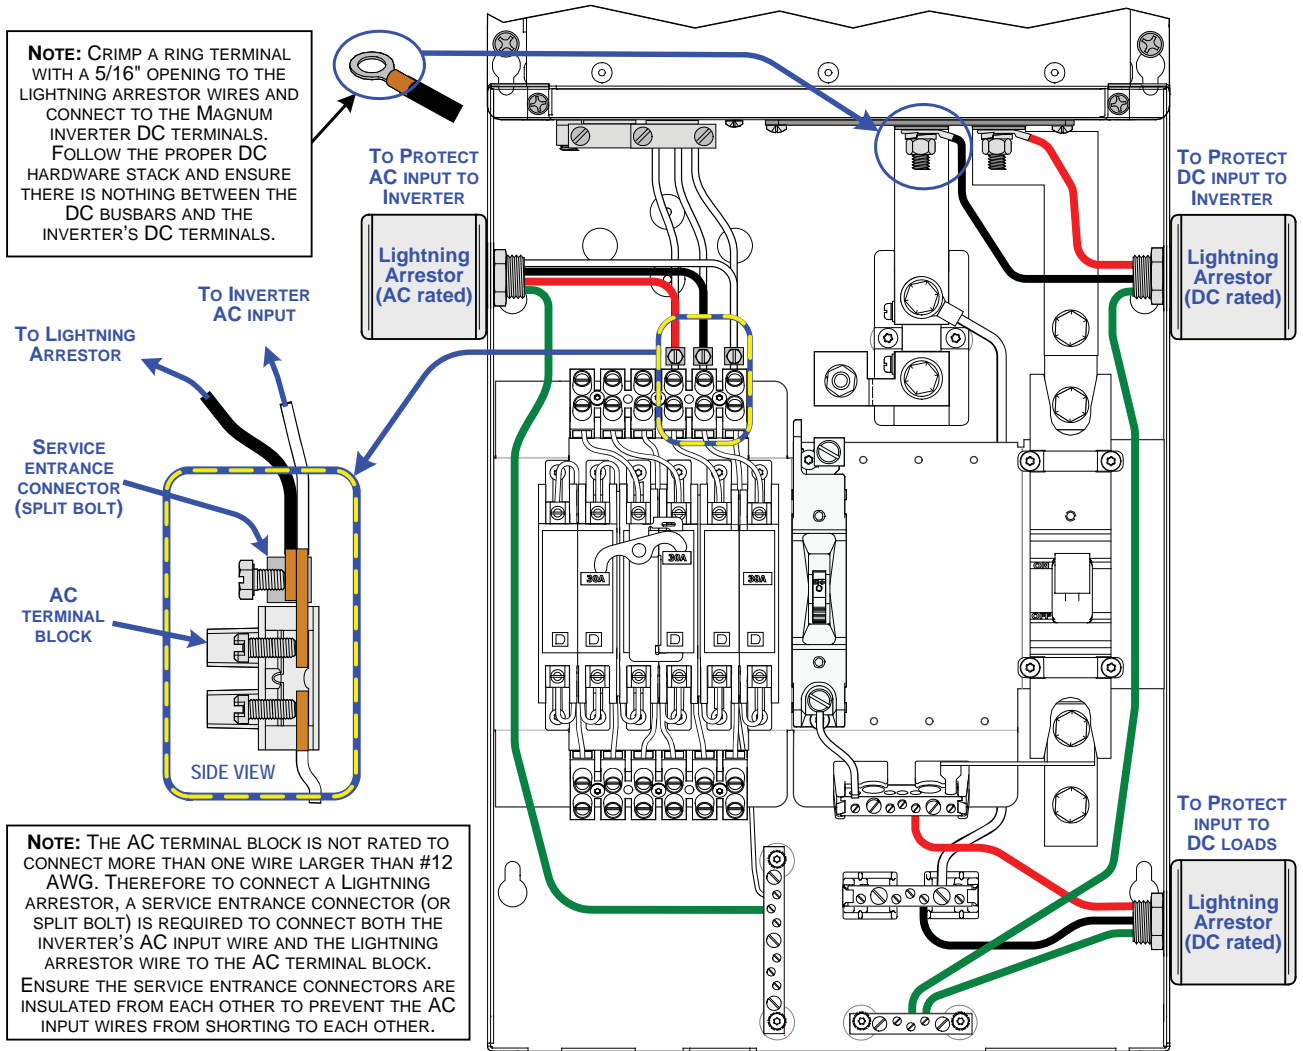 NOTE: CRIMP A RING TERMINAL
WITH A 5/16" OPENING TO THE
LIGHTNING ARRESTOR WIRES AND
CONNECT TO THE MAGNUM
INVERTER DC TERMINALS.
FOLLOW THE PROPER DC
HARDWARE STACK AND ENSURE
THERE IS NOTHING BETWEEN THE
DC BUSBARS AND THE
INVERTER'S DC TERMINALS.
TO PROTECT
AC INPUT TO
INVERTER
Lightning
Arrestor
(AC rated)
TO PROTECT
DC INPUT TO
INVERTER
Lightning
Arrestor
(DC rated)
TO INVERTER
AC INPUT
TO LIGHTNING
ARRESTOR
SERVICE
ENTRANCE
CONNECTOR
(SPLIT BOLT)
AC
TERMINAL
BLOCK
SIDE VIEW
30A
30A
30A
ON
OFF
TO PROTECT
INPUT TO
DC LOADS
Lightning
Arrestor
(DC rated)
NOTE: THE AC TERMINAL BLOCK IS NOT RATED TO
CONNECT MORE THAN ONE WIRE LARGER THAN #12
AWG. THEREFORE TO CONNECT A LIGHTNING
ARRESTOR, A SERVICE ENTRANCE CONNECTOR (OR
SPLIT BOLT) IS REQUIRED TO CONNECT BOTH THE
INVERTER'S AC INPUT WIRE AND THE LIGHTNING
ARRESTOR WIRE TO THE AC TERMINAL BLOCK.
ENSURE THE SERVICE ENTRANCE CONNECTORS ARE
INSULATED FROM EACH OTHER TO PREVENT THE AC
INPUT WIRES FROM SHORTING TO EACH OTHER.